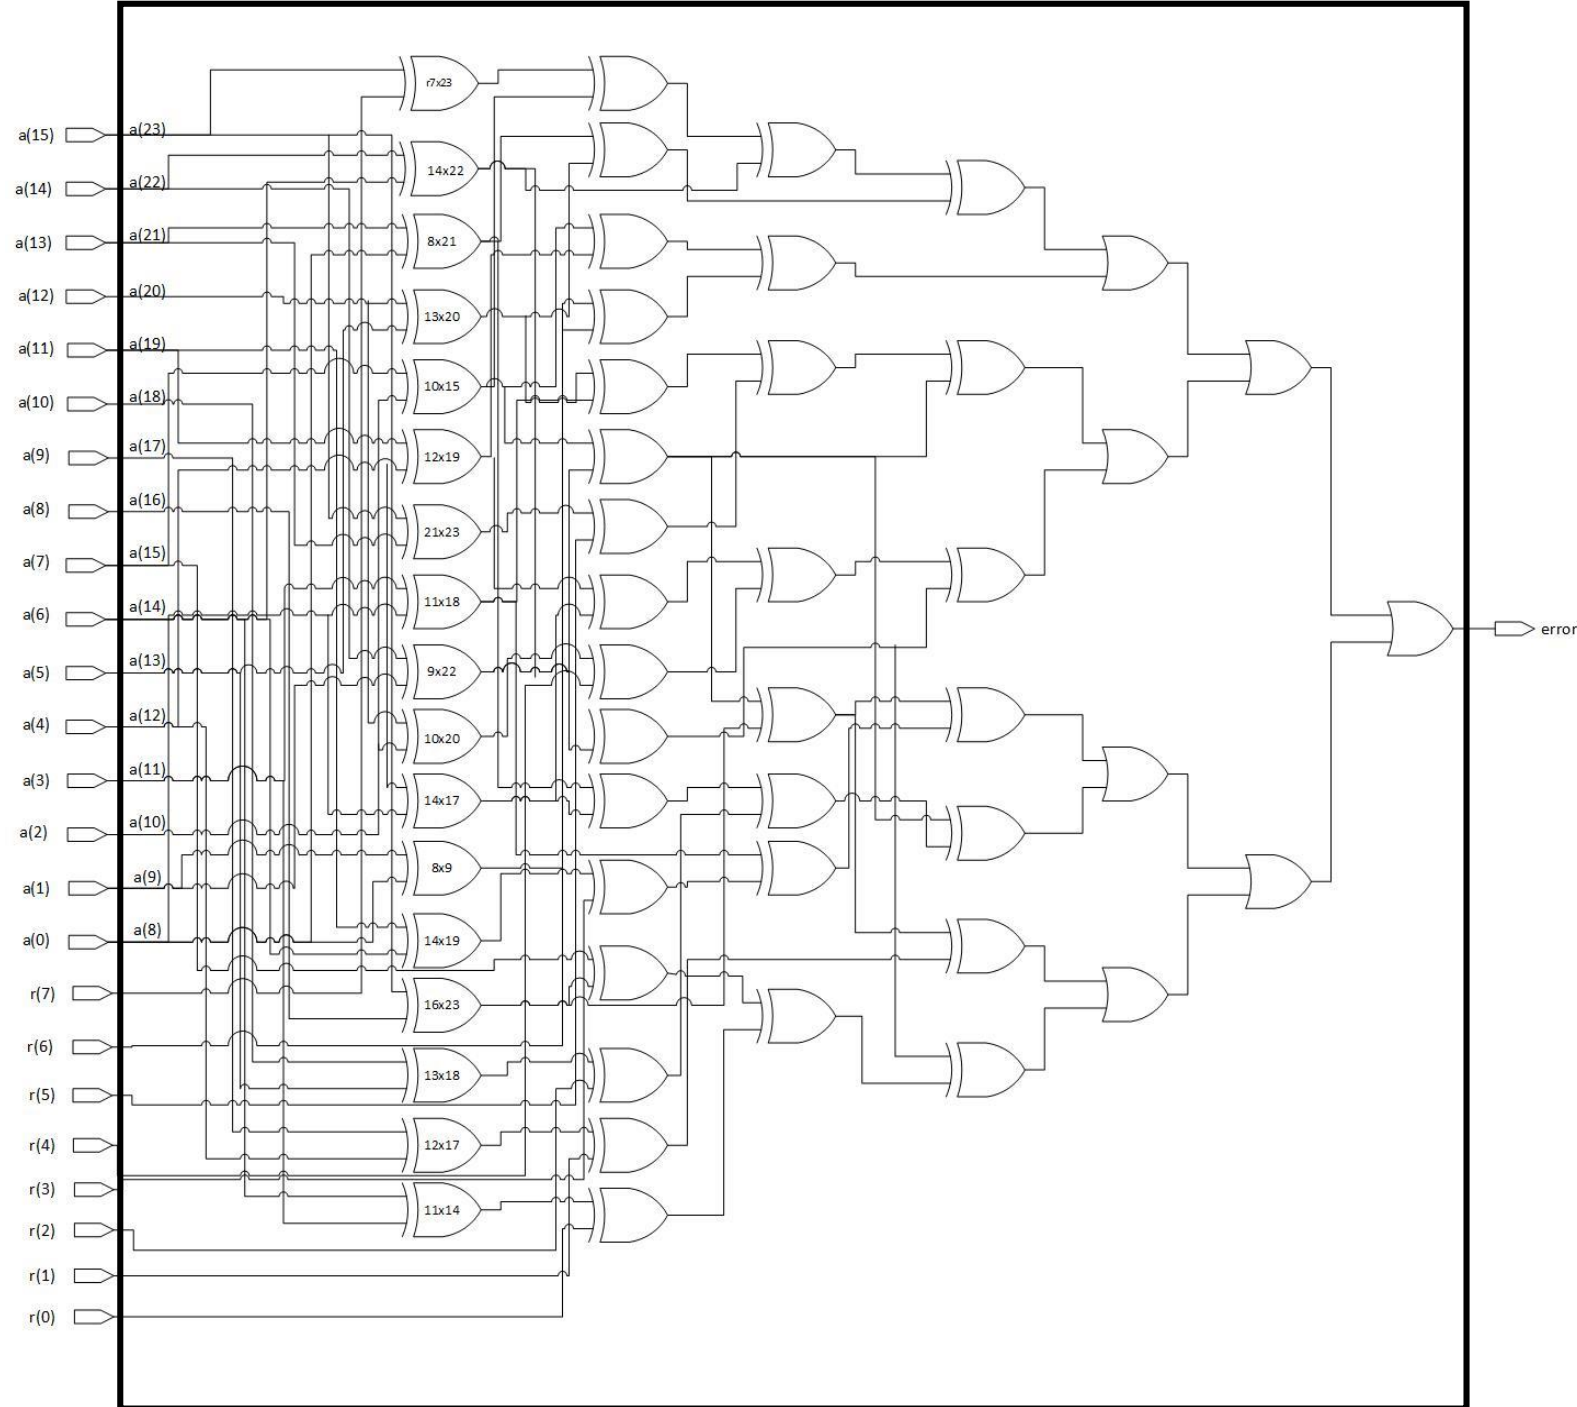 r7x23
a(15) a(23)
14x22
a(14) a(22)
a(13) a(21)
8x21
a(12) a(20)
13x20
a(11) a(19)
10x15
a(10) a(18)
a(9) a(17)
12x19
a(8) a(16)
21x23
a(7) a(15)
11x18
a(6) a(14)
error
a(5) a(13)
9x22
a(4) a(12)
10x20
a(3) a(11)
14x17
a(2) a(10)
8x9
a(1) a(9)
a(0) a(8)
14x19
r(7)
16x23
r(6)
13x18
r(5)
r(4)
12x17
r(3)
11x14
r(2)
r(1)
r(0)